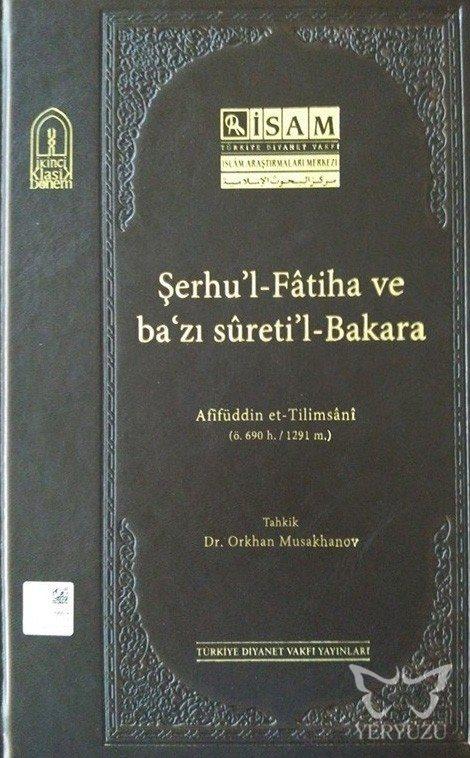 İSAM
TÜRKİYE DİYANET VAKFI
İSLÂM ARAŞTIRMALARI MERKEZİ
مركز البحوث الإسلامية
ikinci
Klasik
Dönem
Şerhu’l-Fâtiha ve
ba‘zı sûreti’l-Bakara
Afîfüddin et-Tilimsânî
(ö. 690 h. / 1291 m.)
Tahkik
Dr. Orkhan Musakhanov
TÜRKİYE DİYANET VAKFI YAYINLARI
YERYÜZÜ